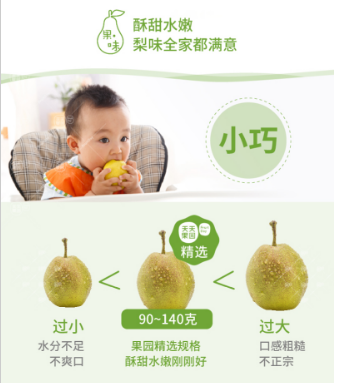 果
味
酥甜水嫩
梨味全家都满意
小巧
天天
果园
精选
<
<
90~140克
过小
水分不足
不爽口
果园精选规格
酥甜水嫩刚刚好
过大
口感粗糙
不正宗